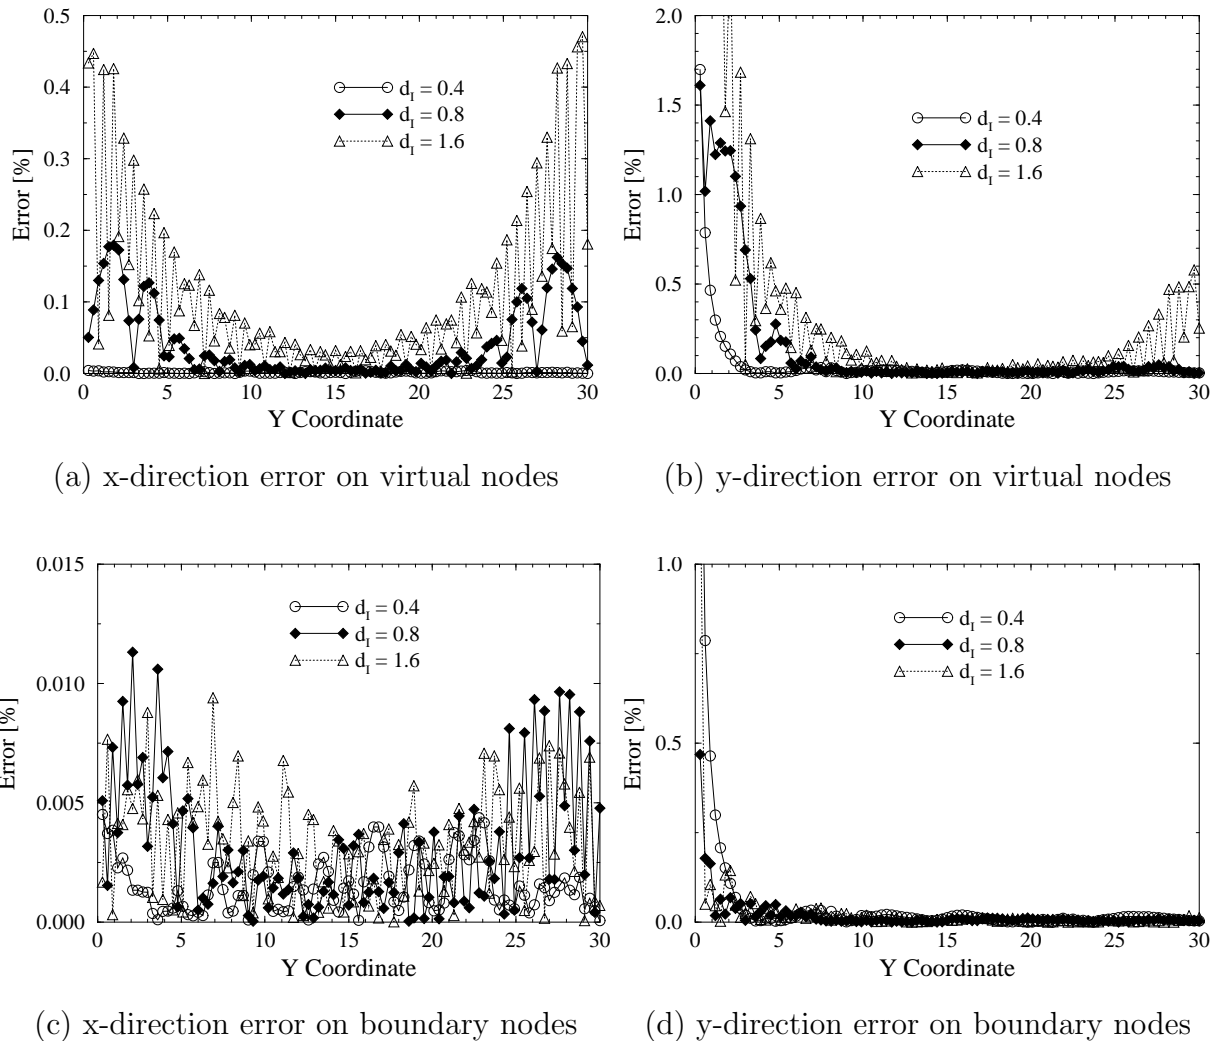 0.5
0.4
0.3
0.2
0.1
0.0
Error [%]
0 5 10 15 20 25 30
Y Coordinate
d_I = 0.4
d_I = 0.8
d_I = 1.6
(a) x-direction error on virtual nodes
2.0
1.5
1.0
0.5
0.0
Error [%]
0 5 10 15 20 25 30
Y Coordinate
d_I = 0.4
d_I = 0.8
d_I = 1.6
(b) y-direction error on virtual nodes
0.015
0.010
0.005
0.000
Error [%]
0 5 10 15 20 25 30
Y Coordinate
d_I = 0.4
d_I = 0.8
d_I = 1.6
(c) x-direction error on boundary nodes
1.0
0.5
0.0
Error [%]
0 5 10 15 20 25 30
Y Coordinate
d_I = 0.4
d_I = 0.8
d_I = 1.6
(d) y-direction error on boundary nodes